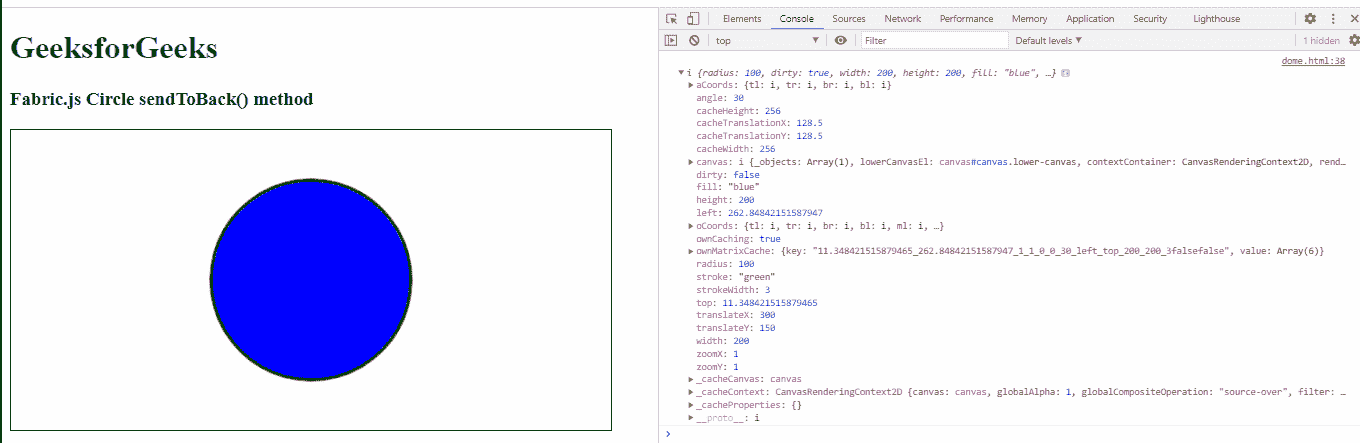 GeeksforGeeks
Fabric.js Circle sendToBack() method
Elements Console Sources Network Performance Memory Application Security Lighthouse
top Filter Default levels 1 hidden
dome.html:38
i {radius: 100, dirty: true, width: 200, height: 200, fill: "blue", …}
aCoords: {tl: i, tr: i, br: i, bl: i}
angle: 30
cacheHeight: 256
cacheTranslationX: 128.5
cacheTranslationY: 128.5
cacheWidth: 256
canvas: i {_objects: Array(1), lowerCanvasEl: canvas#canvas.lower-canvas, contextContainer: CanvasRenderingContext2D, rend…
dirty: false
fill: "blue"
height: 200
left: 262.84842151587947
oCoords: {tl: i, tr: i, br: i, bl: i, ml: i, …}
ownCaching: true
ownMatrixCache: {key: "11.348421515879465_262.84842151587947_1_1_0_0_30_left_top_200_200_3falsefalse", value: Array(6)}
radius: 100
stroke: "green"
strokeWidth: 3
top: 11.348421515879465
translateX: 300
translateY: 150
width: 200
zoomX: 1
zoomY: 1
_cacheCanvas: canvas
_cacheContext: CanvasRenderingContext2D {canvas: canvas, globalAlpha: 1, globalCompositeOperation: "source-over", filter: …
_cacheProperties: {}
__proto__: i